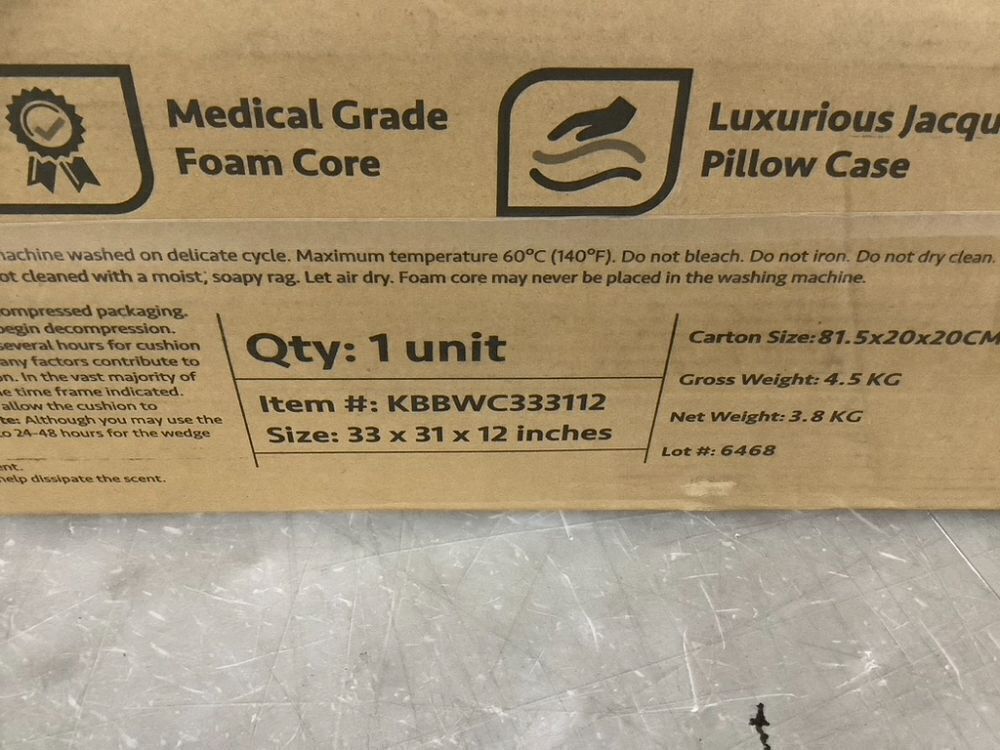 Medical Grade
Foam Core
Luxurious Jacqu
Pillow Case
achine washed on delicate cycle. Maximum temperature 60°C (140°F). Do not bleach. Do not iron. Do not dry clean.
ot cleaned with a moist, soapy rag. Let air dry. Foam core may never be placed in the washing machine.
ompressed packaging.
egin decompression.
several hours for cushion
any factors contribute to
n. In the vast majority of
e time frame indicated.
allow the cushion to
te: Although you may use the
o 24-48 hours for the wedge
ent.
help dissipate the scent.
Qty: 1 unit
Item #: KBBWC333112
Size: 33 x 31 x 12 inches
Carton Size: 81.5x20x20CM
Gross Weight: 4.5 KG
Net Weight: 3.8 KG
Lot #: 6468